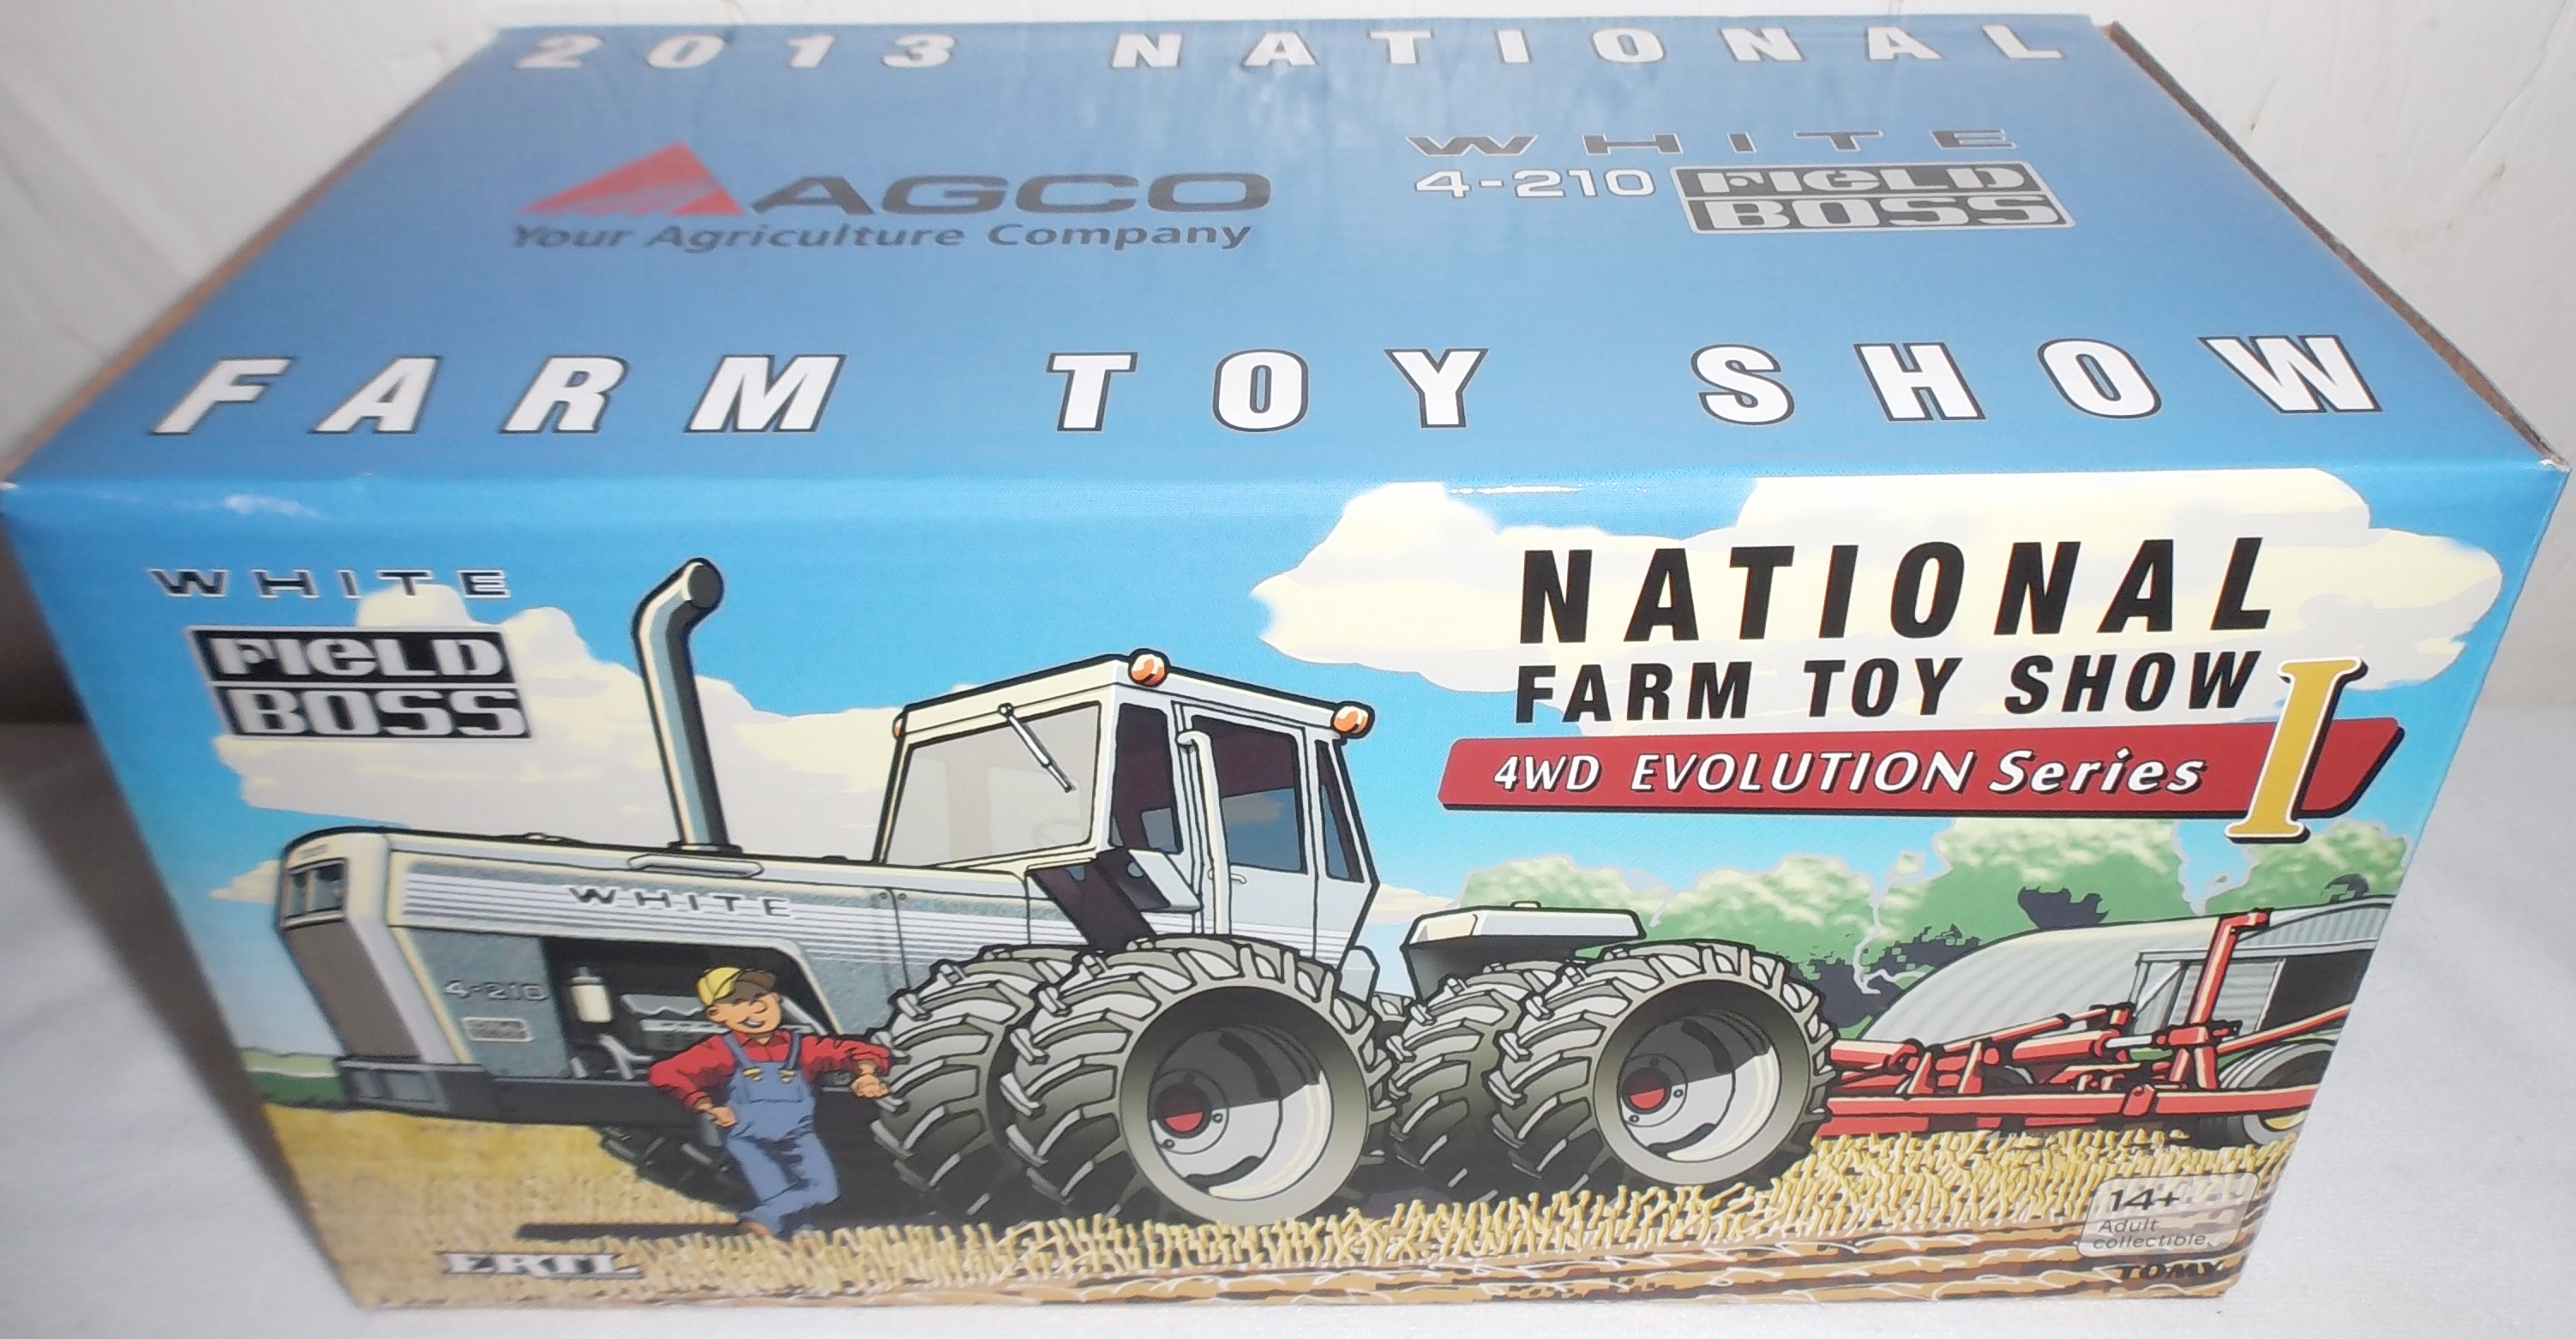 2013 NATIONAL
AGCO
Your Agriculture Company
WHITE
4-210 FIELD BOSS
FARM TOY SHOW
WHITE
FIELD
BOSS
NATIONAL
FARM TOY SHOW
4WD EVOLUTION Series I
WHITE
4-210
14+
Adult
collectible
ERTL
TOMY